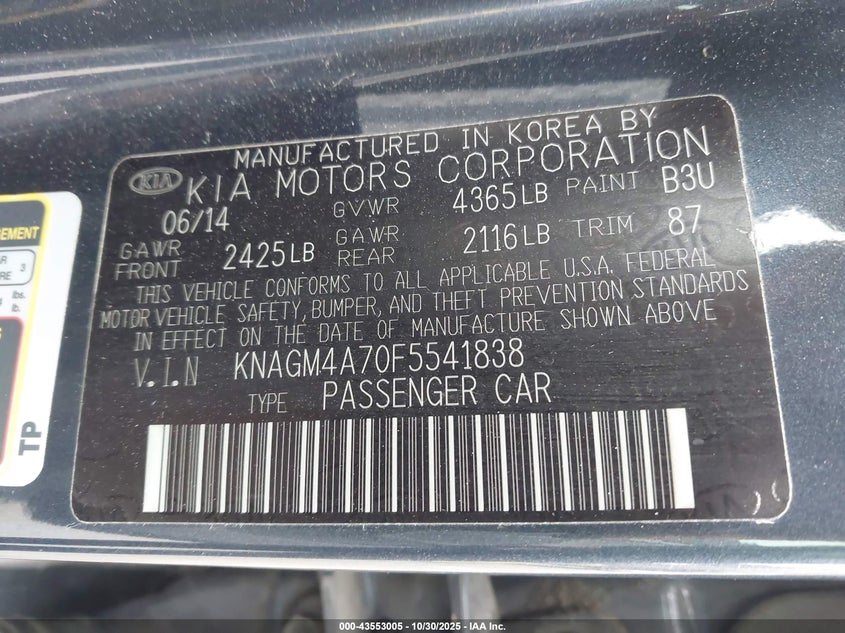 MANUFACTURED IN KOREA BY
KIA KIA MOTORS CORPORATION
06/14 GVWR 4365LB PAINT B3U
GAWR FRONT 2425LB GAWR REAR 2116LB TRIM 87
THIS VEHICLE CONFORMS TO ALL APPLICABLE U.S.A. FEDERAL
MOTOR VEHICLE SAFETY, BUMPER, AND THEFT PREVENTION STANDARDS
IN EFFECT ON THE DATE OF MANUFACTURE SHOWN ABOVE
V.I.N KNAGM4A70F5541838
TYPE PASSENGER CAR
TP
000-43553005 - 10/30/2025 - IAA Inc.